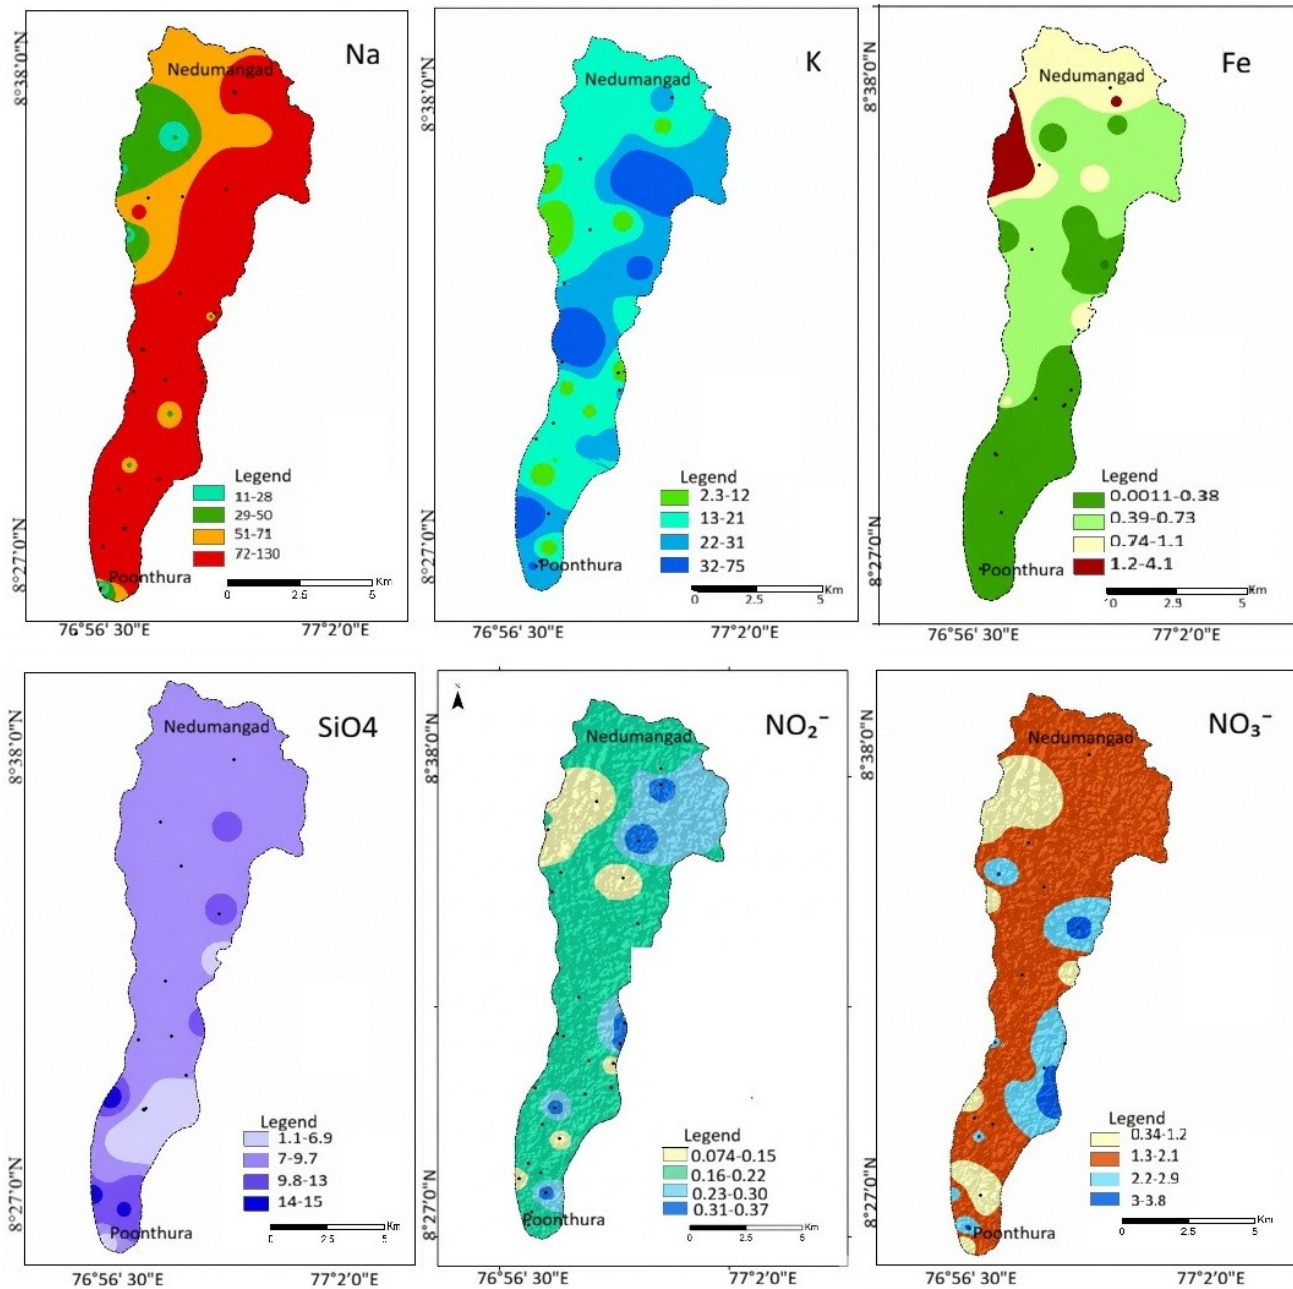 Na
Nedumangad
8°38'0"N
Legend
11-28
29-50
51-71
72-130
8°27'0"N
Poonthura
0 2.5 5 Km
76°56' 30"E 77°2'0"E
K
Nedumangad
8°38'0"N
Legend
2.3-12
13-21
22-31
32-75
8°27'0"N
Poonthura
0 2.5 5 Km
76°56' 30"E 77°2'0"E
Fe
Nedumangad
8°38'0"N
Legend
0.0011-0.38
0.39-0.73
0.74-1.1
1.2-4.1
8°27'0"N
Poonthura
0 2.5 5 Km
76°56' 30"E 77°2'0"E
SiO4
Nedumangad
8°38'0"N
Legend
1.1-6.9
7-9.7
9.8-13
14-15
8°27'0"N
Poonthura
0 2.5 5 Km
76°56' 30"E 77°2'0"E
N
NO₂⁻
Nedumangad
8°38'0"N
Legend
0.074-0.15
0.16-0.22
0.23-0.30
0.31-0.37
8°27'0"N
Poonthura
0 2.5 5 Km
76°56' 30"E 77°2'0"E
NO₃⁻
Nedumangad
8°38'0"N
Legend
0.34-1.2
1.3-2.1
2.2-2.9
3-3.8
8°27'0"N
Poonthura
0 2.5 5 Km
76°56' 30"E 77°2'0"E